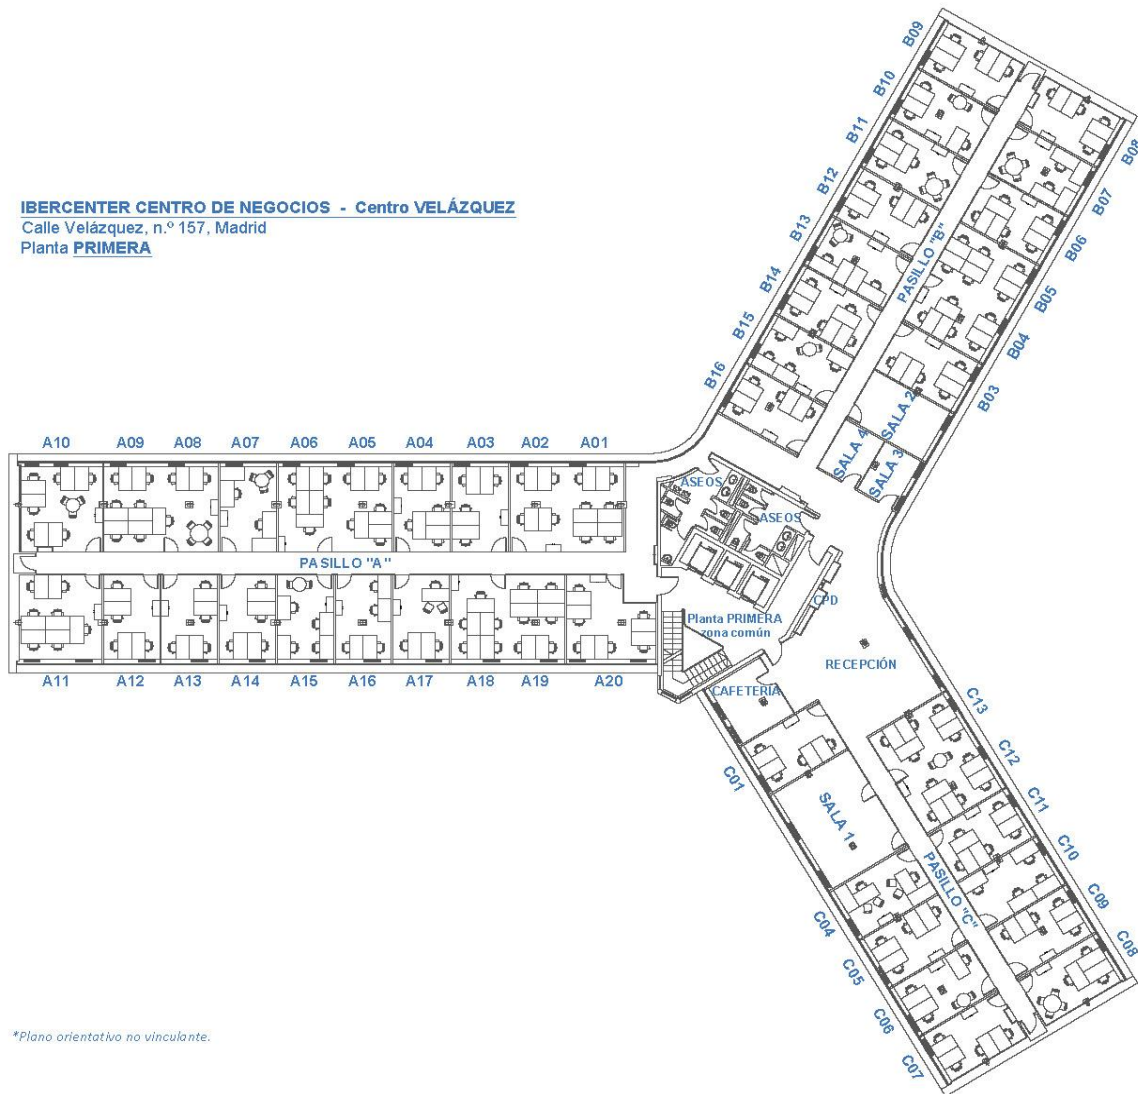 IBERCENTER CENTRO DE NEGOCIOS - Centro VELÁZQUEZ
Calle Velázquez, n.º 157, Madrid
Planta PRIMERA
B09
B10
B11
B12
B13
B14
B15
B16
B08
B07
B06
B05
B04
B03
PASILLO "B"
SALA 2
SALA 4
SALA 3
A10 A09 A08 A07 A06 A05 A04 A03 A02 A01
PASILLO "A"
A11 A12 A13 A14 A15 A16 A17 A18 A19 A20
ASEOS
ASEOS
CPD
Planta PRIMERA
zona común
RECEPCIÓN
CAFETERÍA
C13
C12
C11
C10
C09
C08
C01
SALA 1
PASILLO "C"
C04
C05
C06
C07
*Plano orientativo no vinculante.